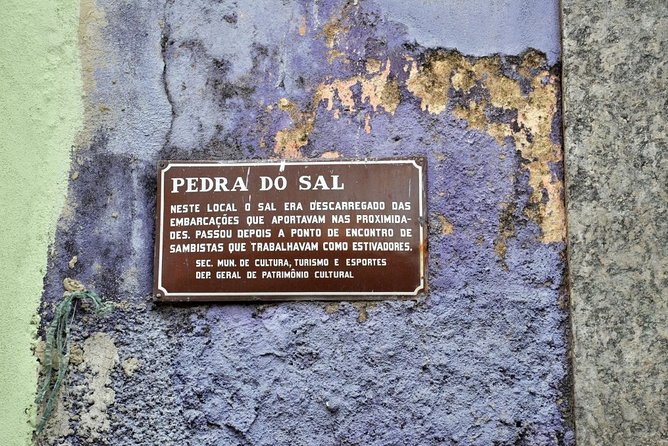 PEDRA DO SAL
NESTE LOCAL O SAL ERA DESCARREGADO DAS
EMBARCAÇÕES QUE APORTAVAM NAS PROXIMIDA-
DES. PASSOU DEPOIS A PONTO DE ENCONTRO DE
SAMBISTAS QUE TRABALHAVAM COMO ESTIVADORES.
SEC. MUN. DE CULTURA, TURISMO E ESPORTES
DEP. GERAL DE PATRIMÔNIO CULTURAL